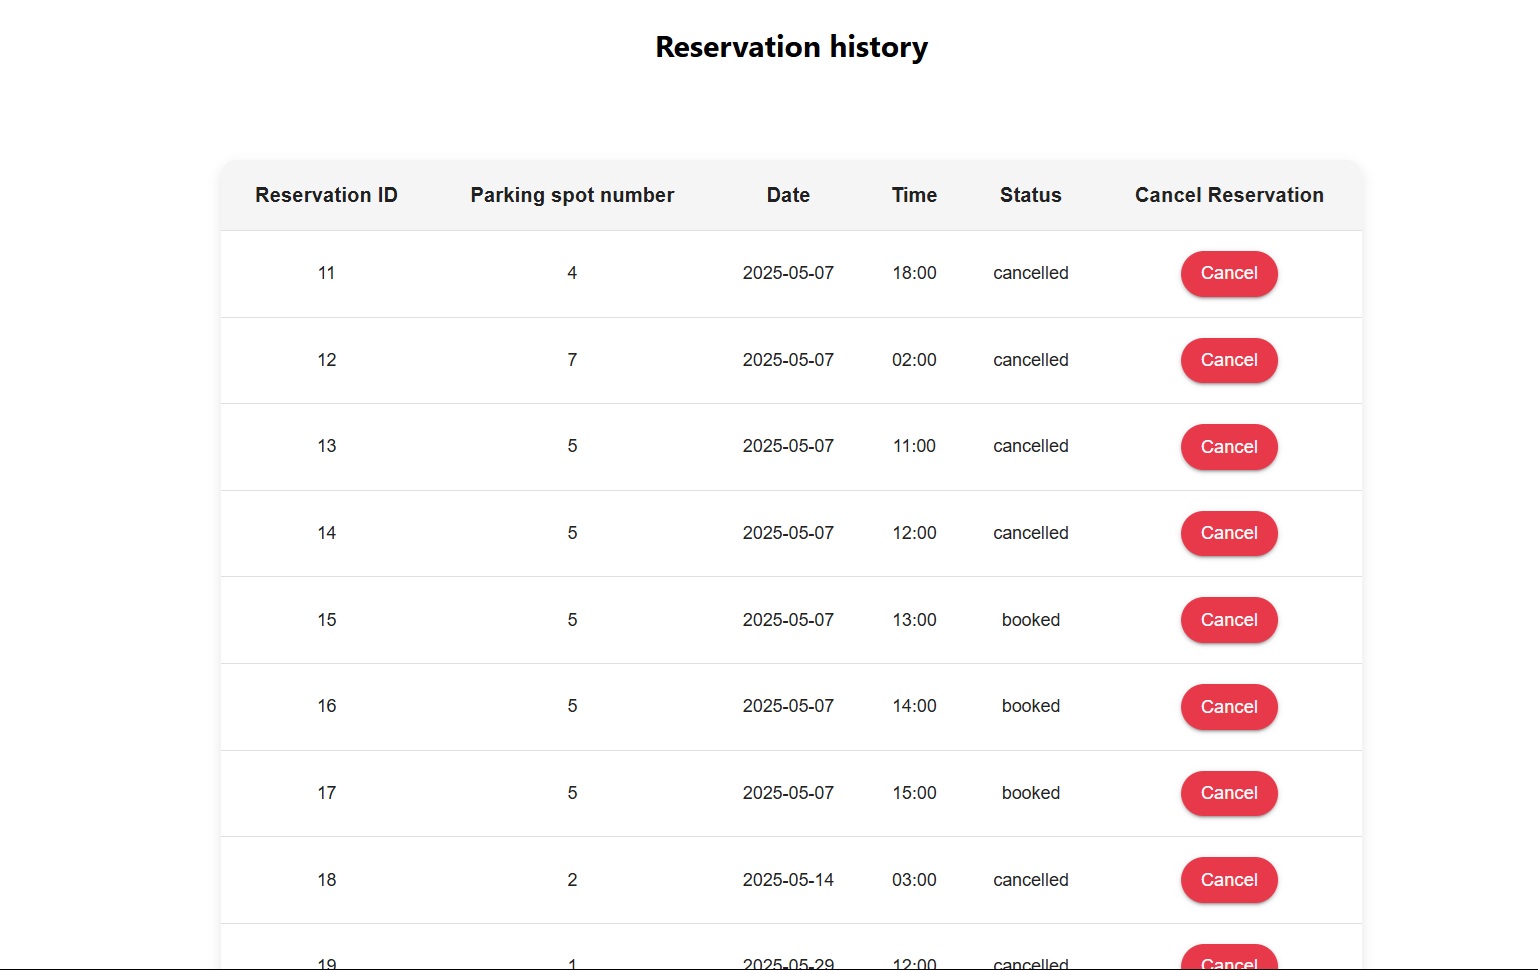 Reservation history
Reservation ID Parking spot number Date Time Status Cancel Reservation
11 4 2025-05-07 18:00 cancelled Cancel
12 7 2025-05-07 02:00 cancelled Cancel
13 5 2025-05-07 11:00 cancelled Cancel
14 5 2025-05-07 12:00 cancelled Cancel
15 5 2025-05-07 13:00 booked Cancel
16 5 2025-05-07 14:00 booked Cancel
17 5 2025-05-07 15:00 booked Cancel
18 2 2025-05-14 03:00 cancelled Cancel
19 1 2025-05-29 12:00 cancelled Cancel